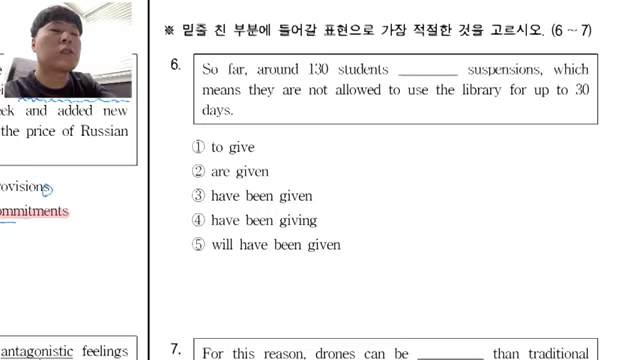 ※ 밑줄 친 부분에 들어갈 표현으로 가장 적절한 것을 고르시오. (6 ~ 7)
6. So far, around 130 students ________ suspensions, which
means they are not allowed to use the library for up to 30
days.
① to give
② are given
③ have been given
④ have been giving
⑤ will have been given
7. For this reason, drones can be ________ than traditional
and added new
the price of Russian
antagonistic feelings